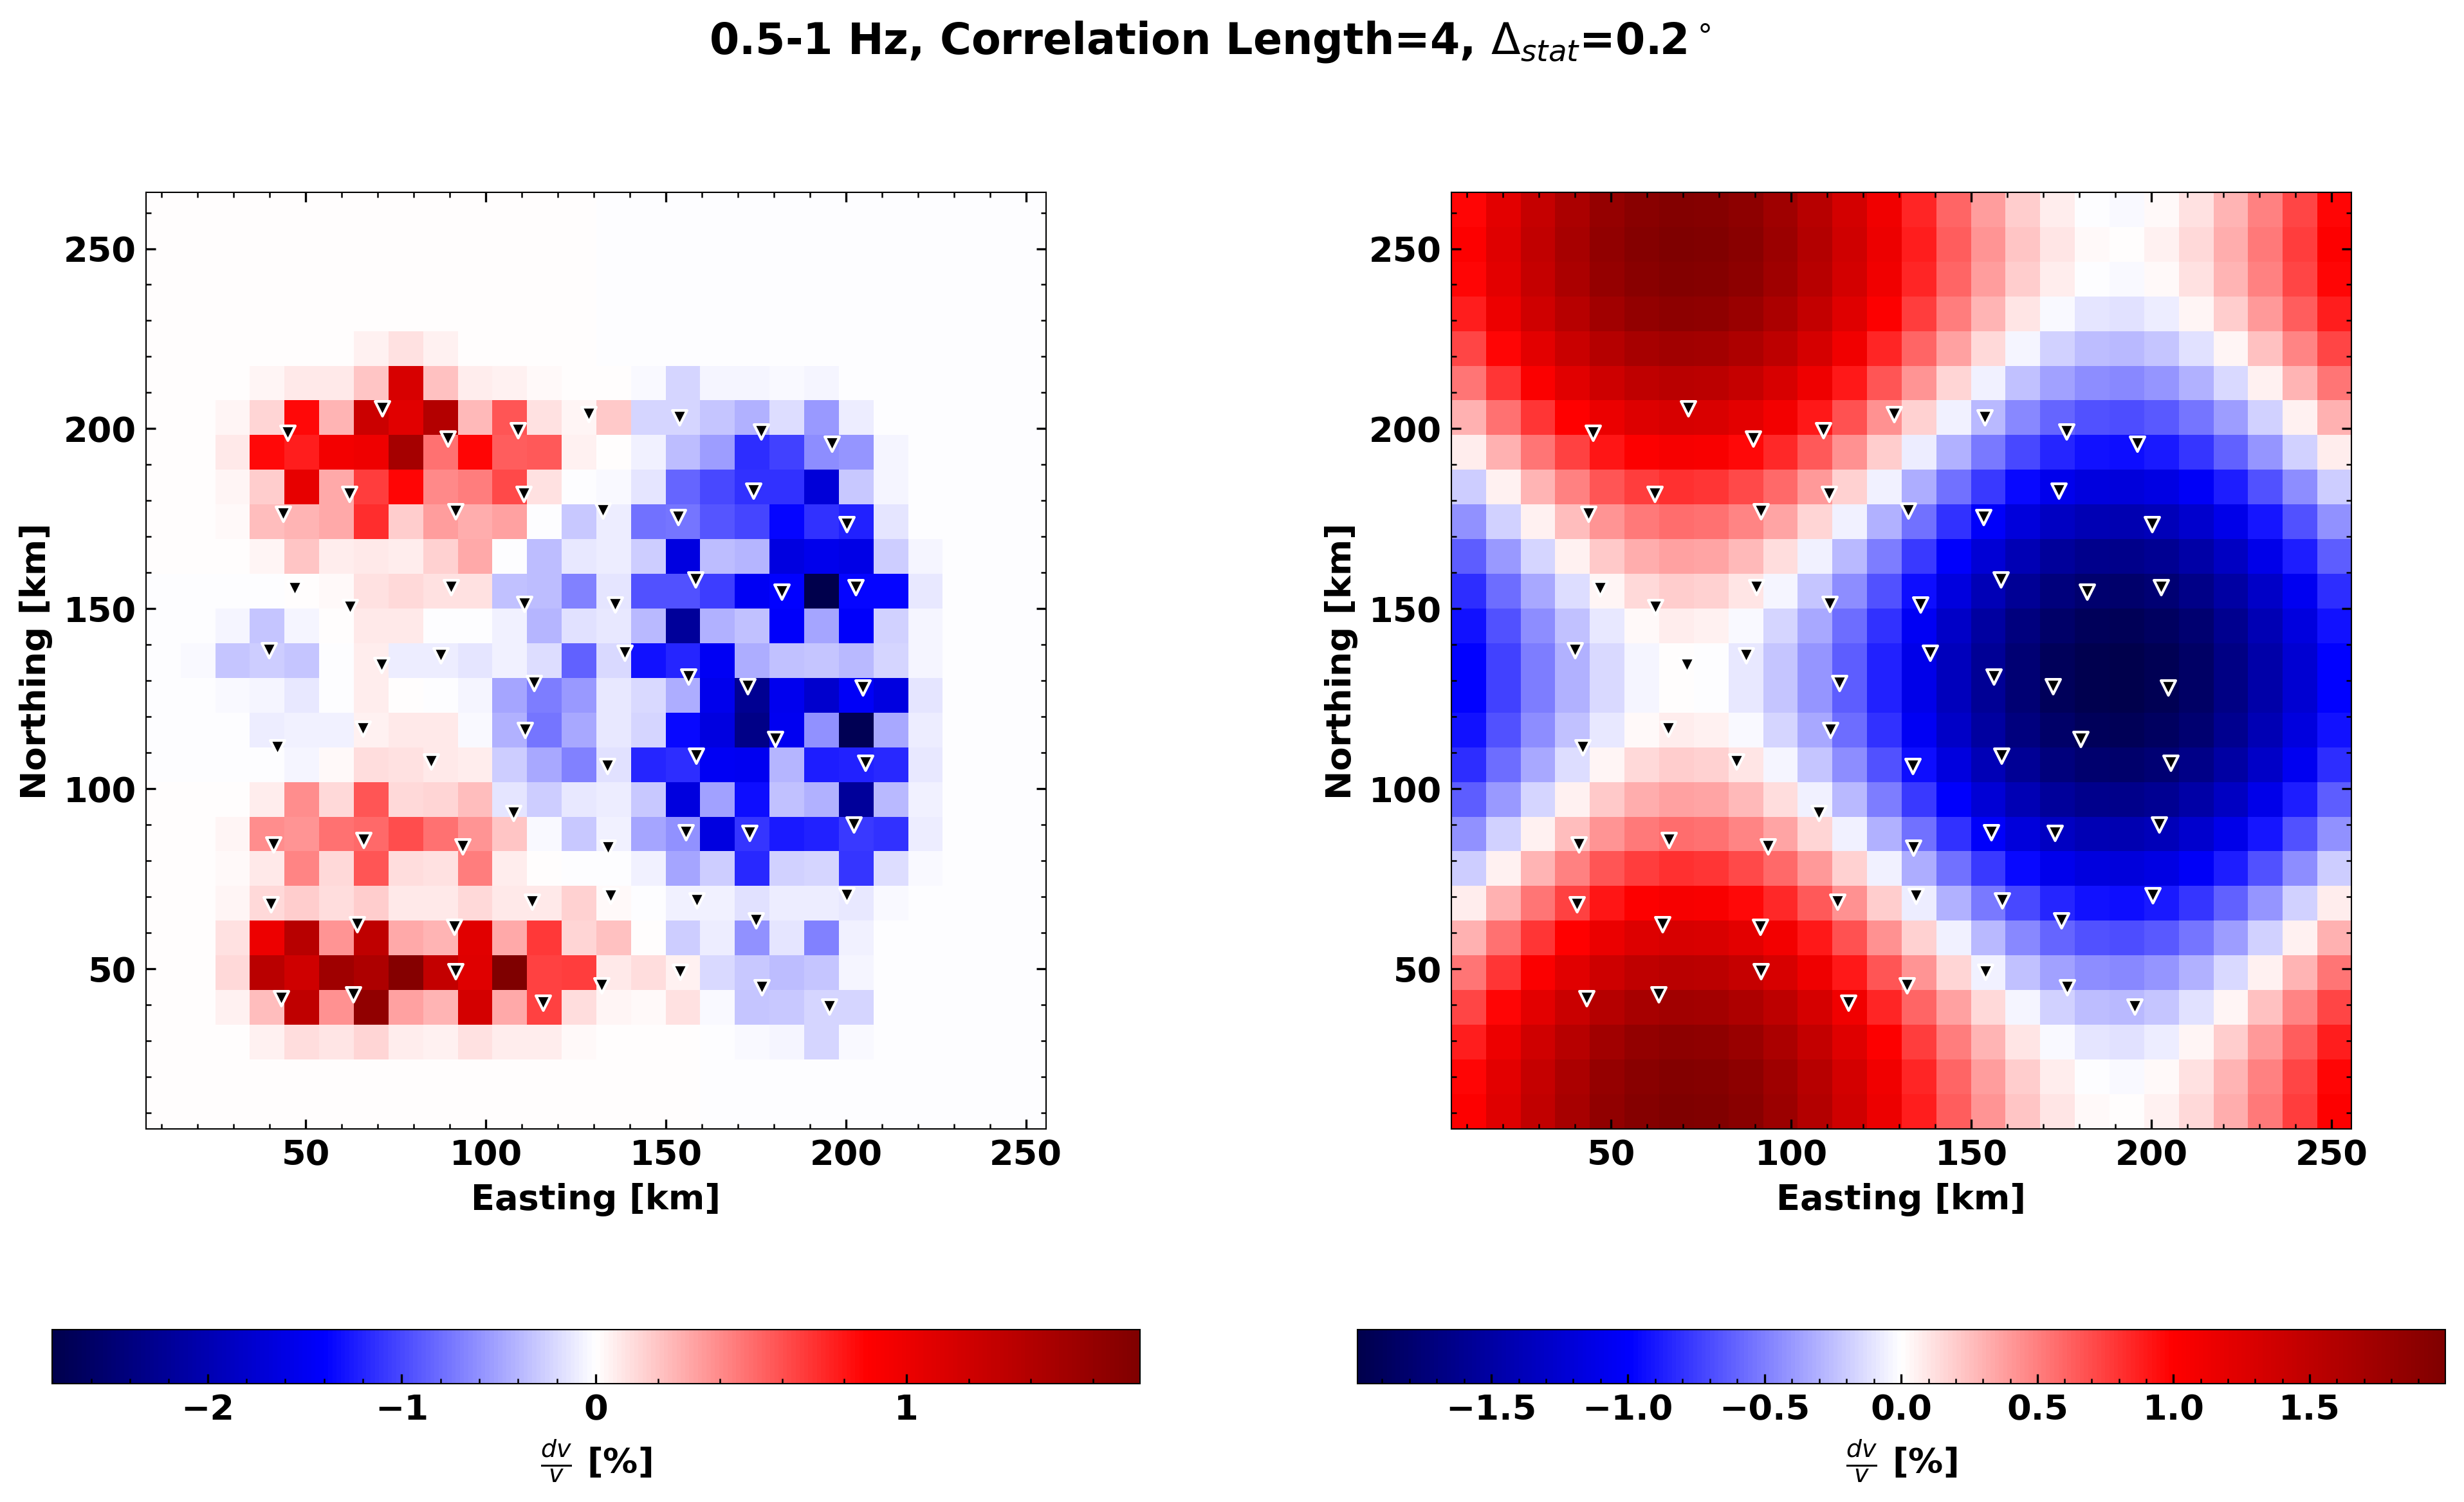 0.5-1 Hz, Correlation Length=4, Δstat=0.2°
250
200
150
100
50
Northing [km]
50 100 150 200 250
Easting [km]
−2 −1 0 1
dv/v [%]
250
200
150
100
50
Northing [km]
50 100 150 200 250
Easting [km]
−1.5 −1.0 −0.5 0.0 0.5 1.0 1.5
dv/v [%]